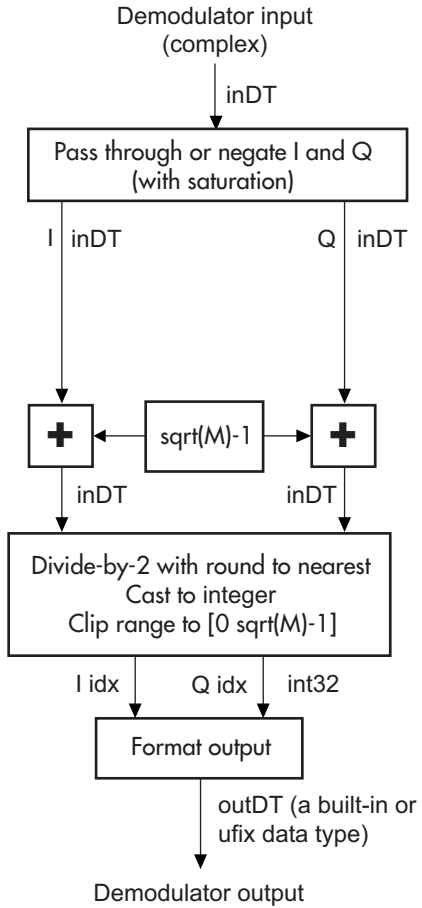 Demodulator input
(complex)
inDT
Pass through or negate I and Q
(with saturation)
I inDT
Q inDT
+
sqrt(M)-1
+
inDT
inDT
Divide-by-2 with round to nearest
Cast to integer
Clip range to [0 sqrt(M)-1]
I idx
Q idx
int32
Format output
outDT (a built-in or
ufix data type)
Demodulator output